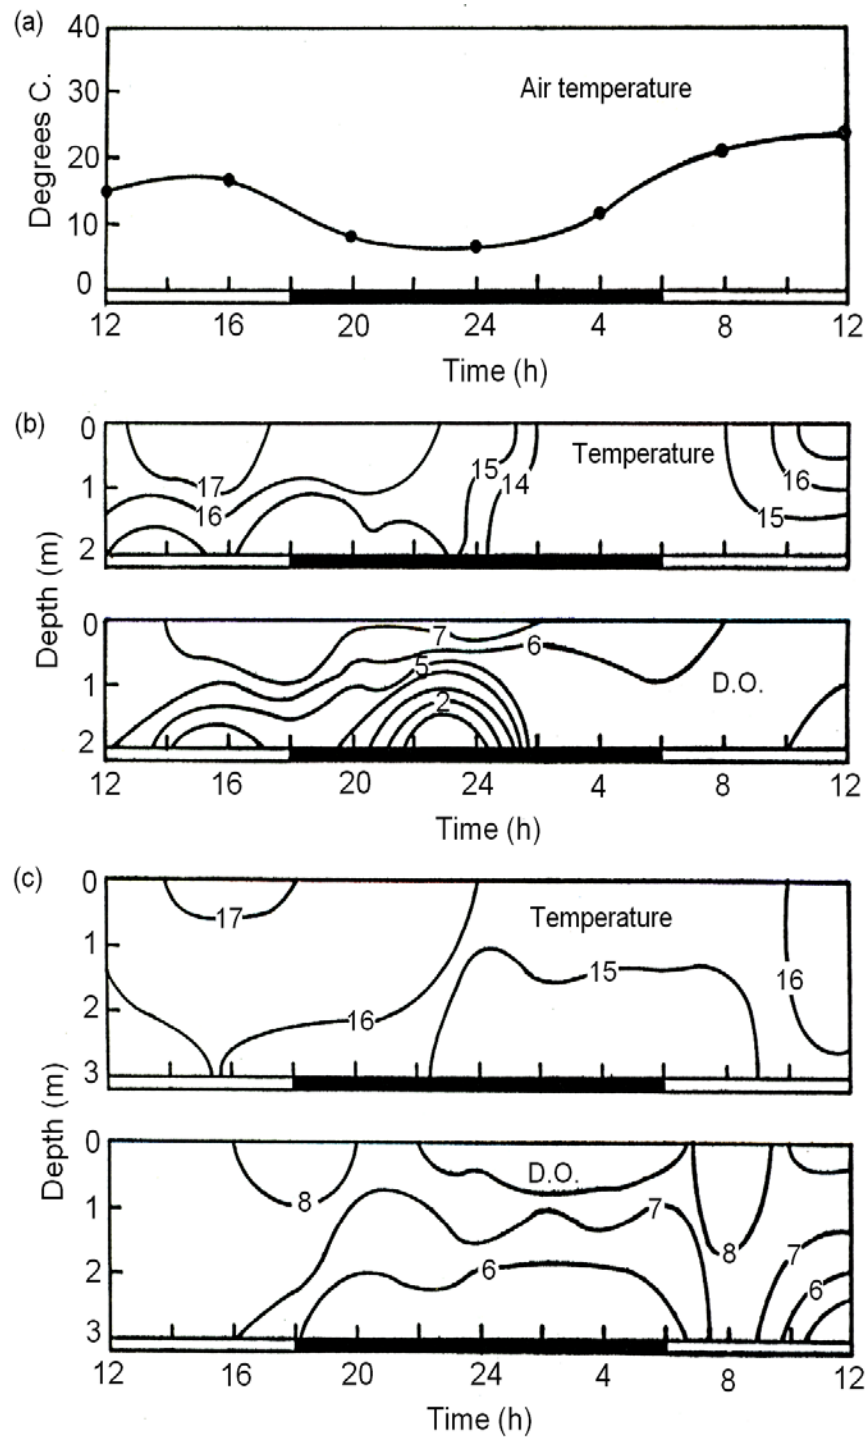 (a)
40
30
20
10
0
Degrees C.
Air temperature
12 16 20 24 4 8 12
Time (h)
(b)
0
1
2
17
16
15
14
Temperature
16
15
Depth (m)
0
1
2
7
6
5
2
D.O.
12 16 20 24 4 8 12
Time (h)
(c)
0
1
2
3
17
16
Temperature
15
16
Depth (m)
0
1
2
3
8
D.O.
7
6
8
7
6
12 16 20 24 4 8 12
Time (h)